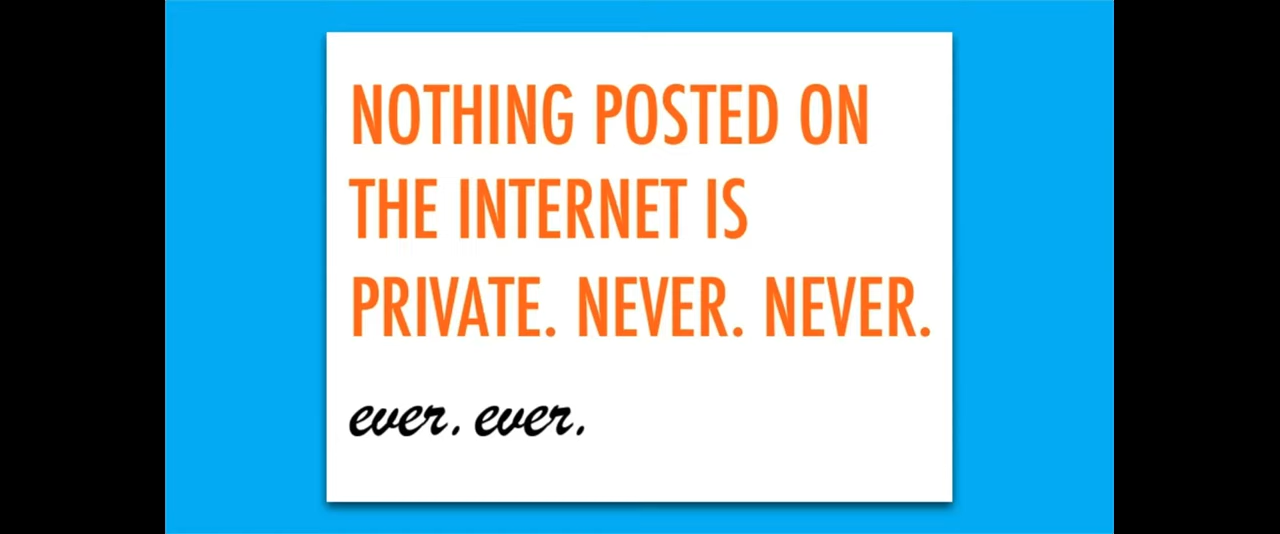 NOTHING POSTED ON
THE INTERNET IS
PRIVATE. NEVER. NEVER.
ever. ever.